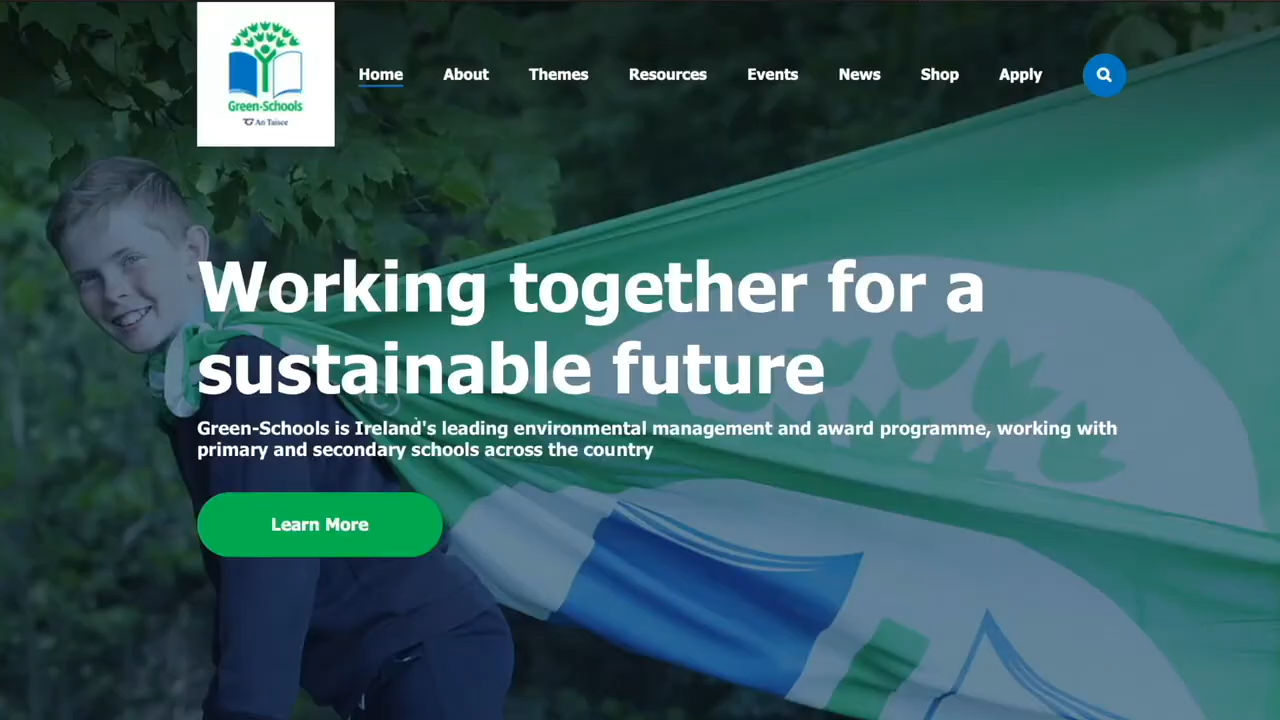 Green-Schools
An Taisce
Home About Themes Resources Events News Shop Apply
Working together for a
sustainable future
Green-Schools is Ireland's leading environmental management and award programme, working with
primary and secondary schools across the country
Learn More